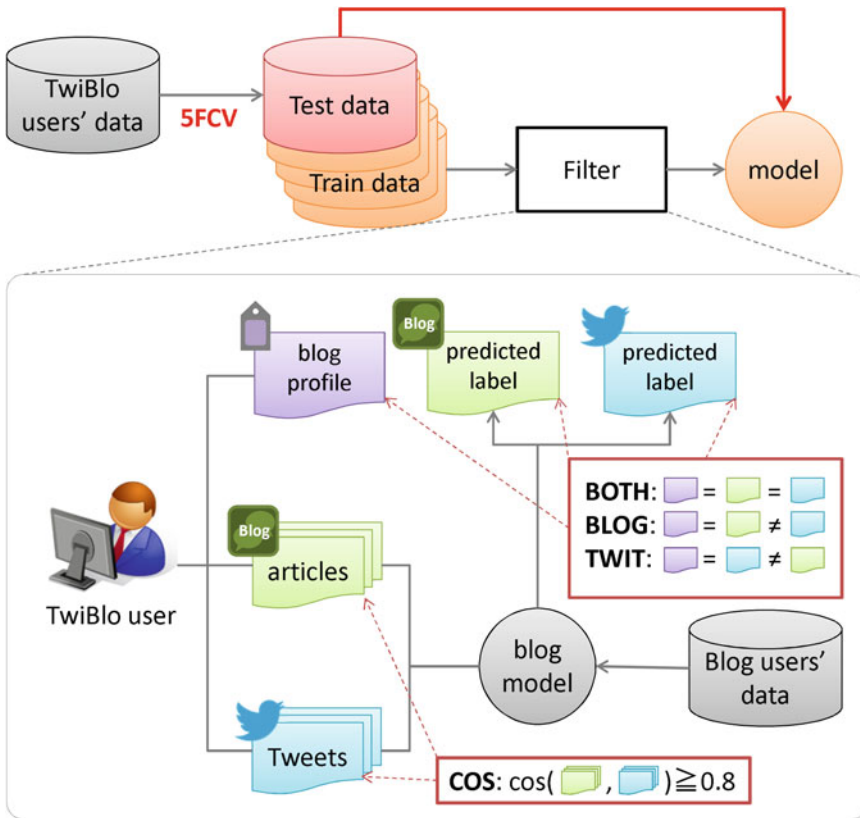 TwiBlo
users' data
5FCV
Test data
Train data
Filter
model
blog
profile
Blog
predicted
label
predicted
label
BOTH: = =
BLOG: = ≠
TWIT: = ≠
TwiBlo user
Blog
articles
Tweets
blog
model
Blog users'
data
COS: cos( , )≧0.8